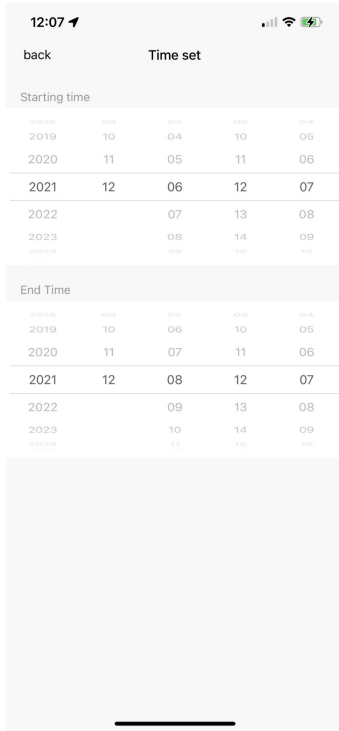 12:07
back Time set
Starting time
2019 10 04 10 05
2020 11 05 11 06
2021 12 06 12 07
2022 07 13 08
2023 08 14 09
End Time
2019 10 06 10 05
2020 11 07 11 06
2021 12 08 12 07
2022 09 13 08
2023 10 14 09